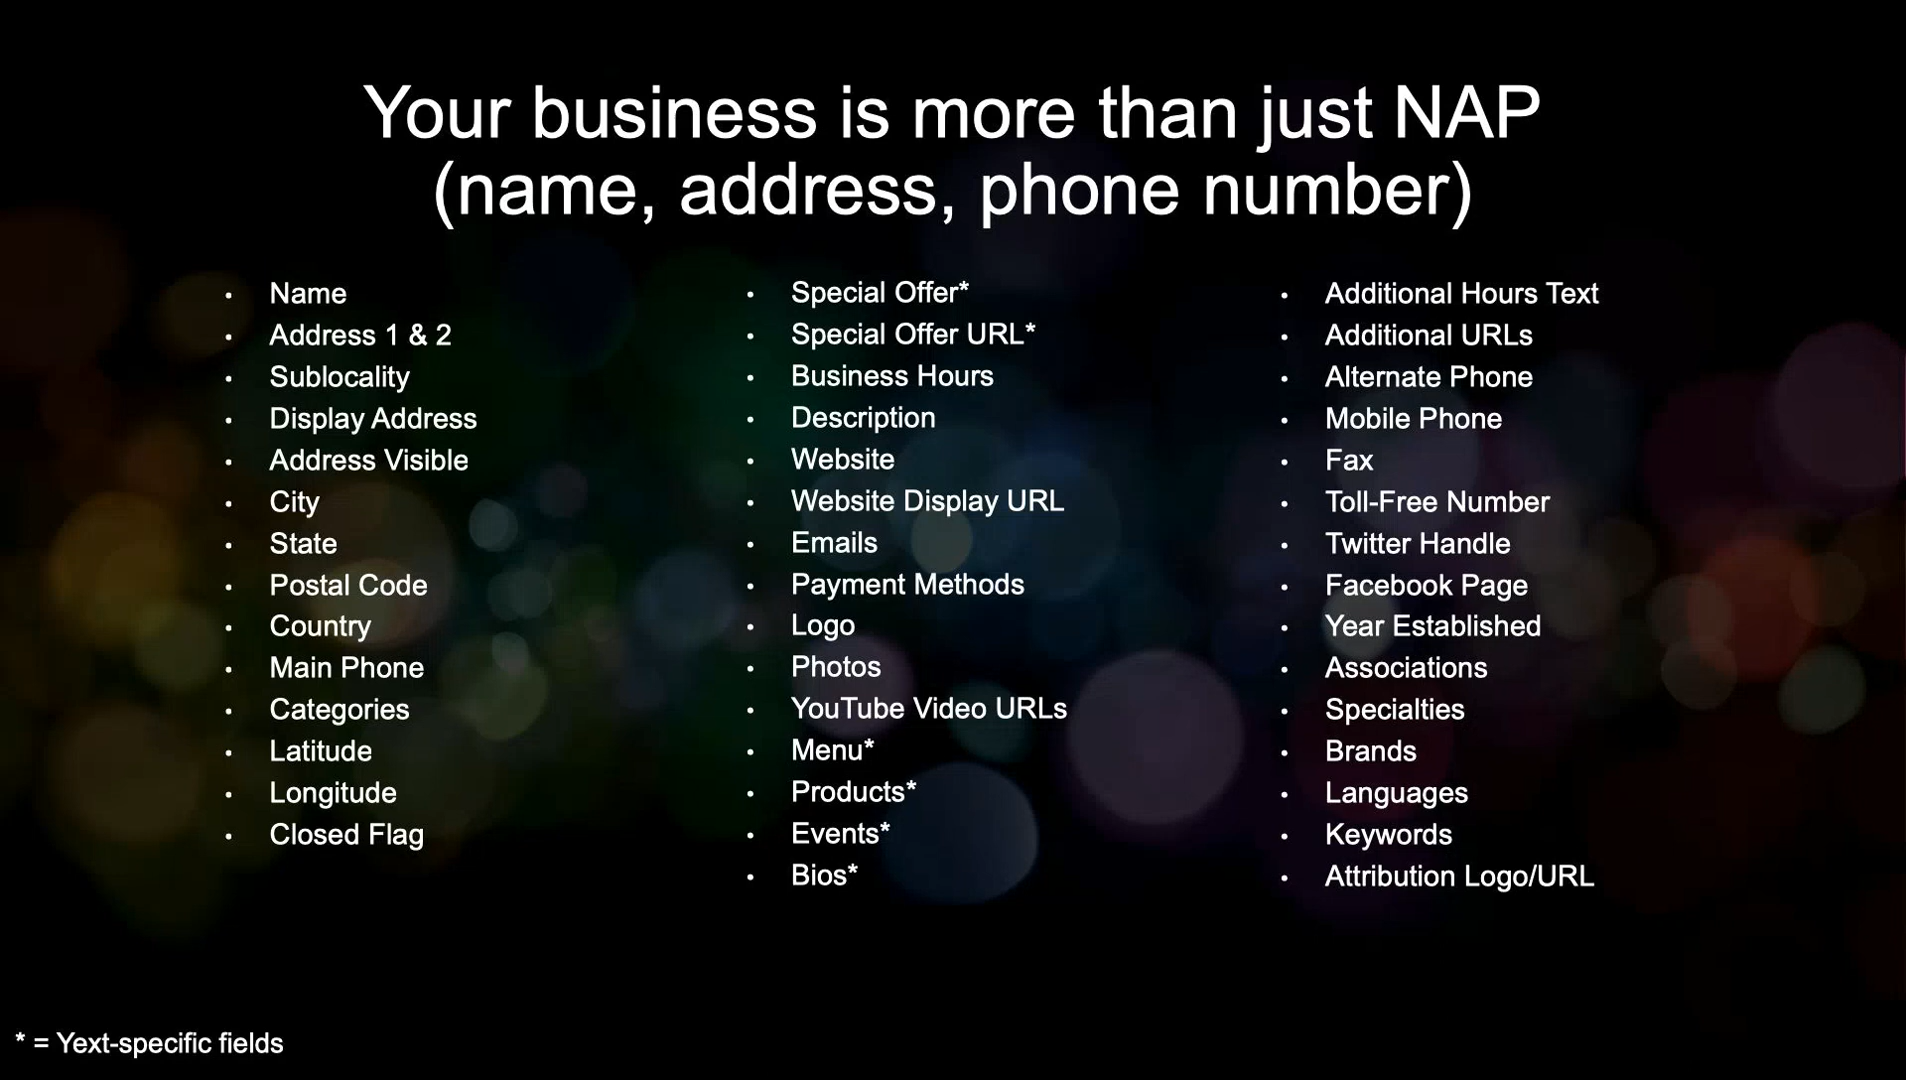 Your business is more than just NAP
(name, address, phone number)
• Name
• Address 1 & 2
• Sublocality
• Display Address
• Address Visible
• City
• State
• Postal Code
• Country
• Main Phone
• Categories
• Latitude
• Longitude
• Closed Flag
• Special Offer*
• Special Offer URL*
• Business Hours
• Description
• Website
• Website Display URL
• Emails
• Payment Methods
• Logo
• Photos
• YouTube Video URLs
• Menu*
• Products*
• Events*
• Bios*
• Additional Hours Text
• Additional URLs
• Alternate Phone
• Mobile Phone
• Fax
• Toll-Free Number
• Twitter Handle
• Facebook Page
• Year Established
• Associations
• Specialties
• Brands
• Languages
• Keywords
• Attribution Logo/URL
* = Yext-specific fields